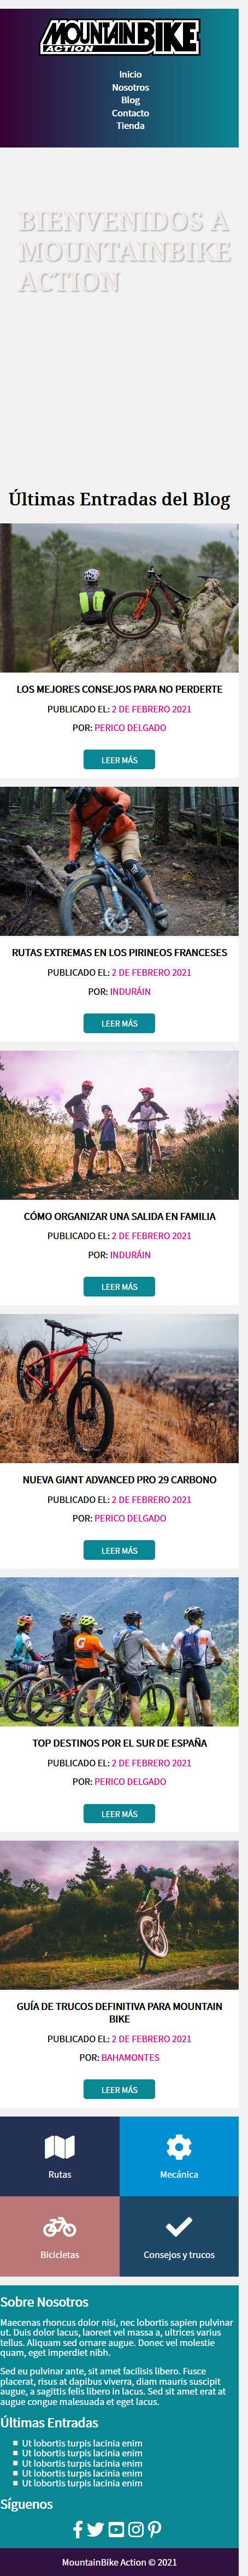 MOUNTAINBIKE
ACTION
Inicio
Nosotros
Blog
Contacto
Tienda
BIENVENIDOS A
MOUNTAINBIKE
ACTION
Últimas Entradas del Blog
LOS MEJORES CONSEJOS PARA NO PERDERTE
PUBLICADO EL: 2 DE FEBRERO 2021
POR: PERICO DELGADO
LEER MÁS
RUTAS EXTREMAS EN LOS PIRINEOS FRANCESES
PUBLICADO EL: 2 DE FEBRERO 2021
POR: INDURÁIN
LEER MÁS
CÓMO ORGANIZAR UNA SALIDA EN FAMILIA
PUBLICADO EL: 2 DE FEBRERO 2021
POR: INDURÁIN
LEER MÁS
NUEVA GIANT ADVANCED PRO 29 CARBONO
PUBLICADO EL: 2 DE FEBRERO 2021
POR: PERICO DELGADO
LEER MÁS
TOP DESTINOS POR EL SUR DE ESPAÑA
PUBLICADO EL: 2 DE FEBRERO 2021
POR: PERICO DELGADO
LEER MÁS
GUÍA DE TRUCOS DEFINITIVA PARA MOUNTAIN
BIKE
PUBLICADO EL: 2 DE FEBRERO 2021
POR: BAHAMONTES
LEER MÁS
Rutas
Mecánica
Bicicletas
Consejos y trucos
Sobre Nosotros
Maecenas rhoncus dolor nisi, nec lobortis sapien pulvinar
ut. Duis dolor lacus, laoreet vel massa a, ultrices varius
tellus. Aliquam sed ornare augue. Donec vel molestie
quam, eget imperdiet nibh.
Sed eu pulvinar ante, sit amet facilisis libero. Fusce
placerat, risus at dapibus viverra, diam mauris suscipit
augue, a sagittis felis libero in lacus. Sed sit amet erat at
augue congue malesuada et eget lacus.
Últimas Entradas
Ut lobortis turpis lacinia enim
Ut lobortis turpis lacinia enim
Ut lobortis turpis lacinia enim
Ut lobortis turpis lacinia enim
Ut lobortis turpis lacinia enim
Síguenos
MountainBike Action © 2021